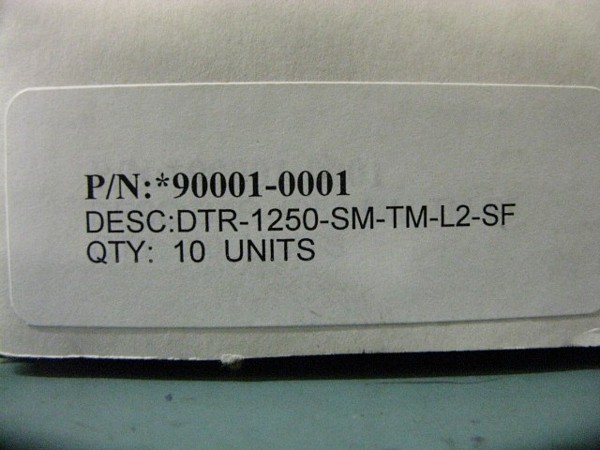 P/N:*90001-0001
DESC:DTR-1250-SM-TM-L2-SF
QTY: 10 UNITS